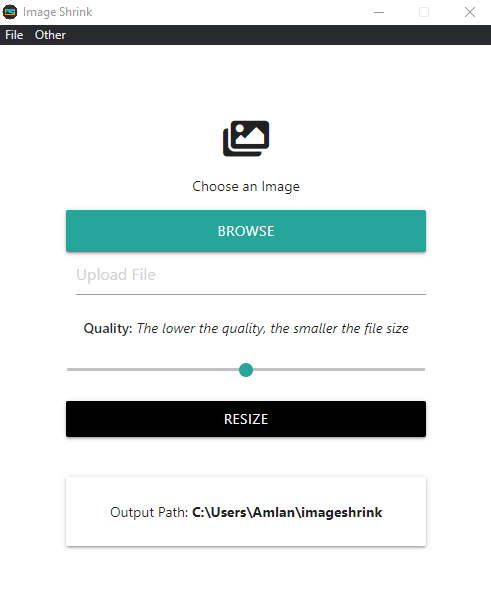 Image Shrink
File Other
Choose an Image
BROWSE
Upload File
Quality: The lower the quality, the smaller the file size
RESIZE
Output Path: C:\Users\Amlan\imageshrink